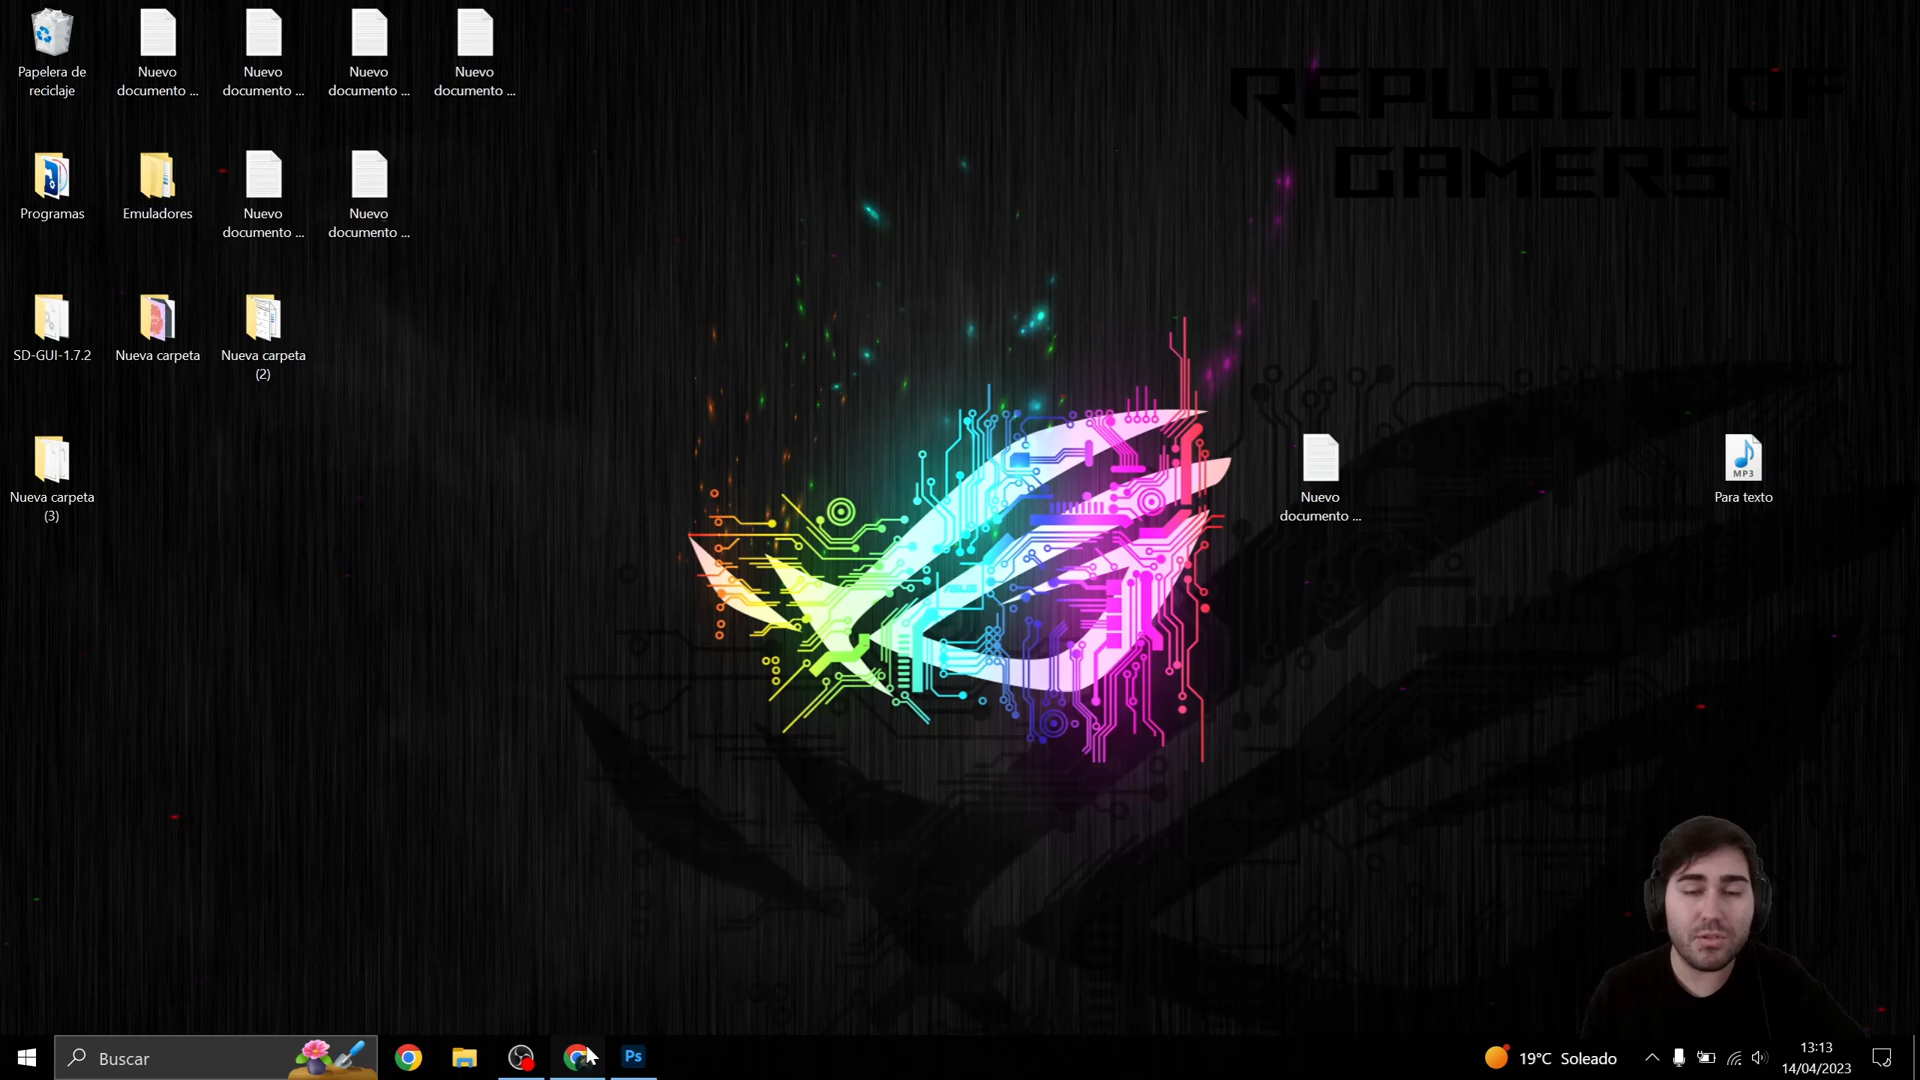 REPUBLIC OF
GAMERS
Papelera de
reciclaje
Nuevo
documento ...
Nuevo
documento ...
Nuevo
documento ...
Nuevo
documento ...
Programas
Emuladores
Nuevo
documento ...
Nuevo
documento ...
SD-GUI-1.7.2
Nueva carpeta
Nueva carpeta
(2)
Nueva carpeta
(3)
Nuevo
documento ...
MP3
Para texto
Buscar
Ps
19°C Soleado
13:13
14/04/2023